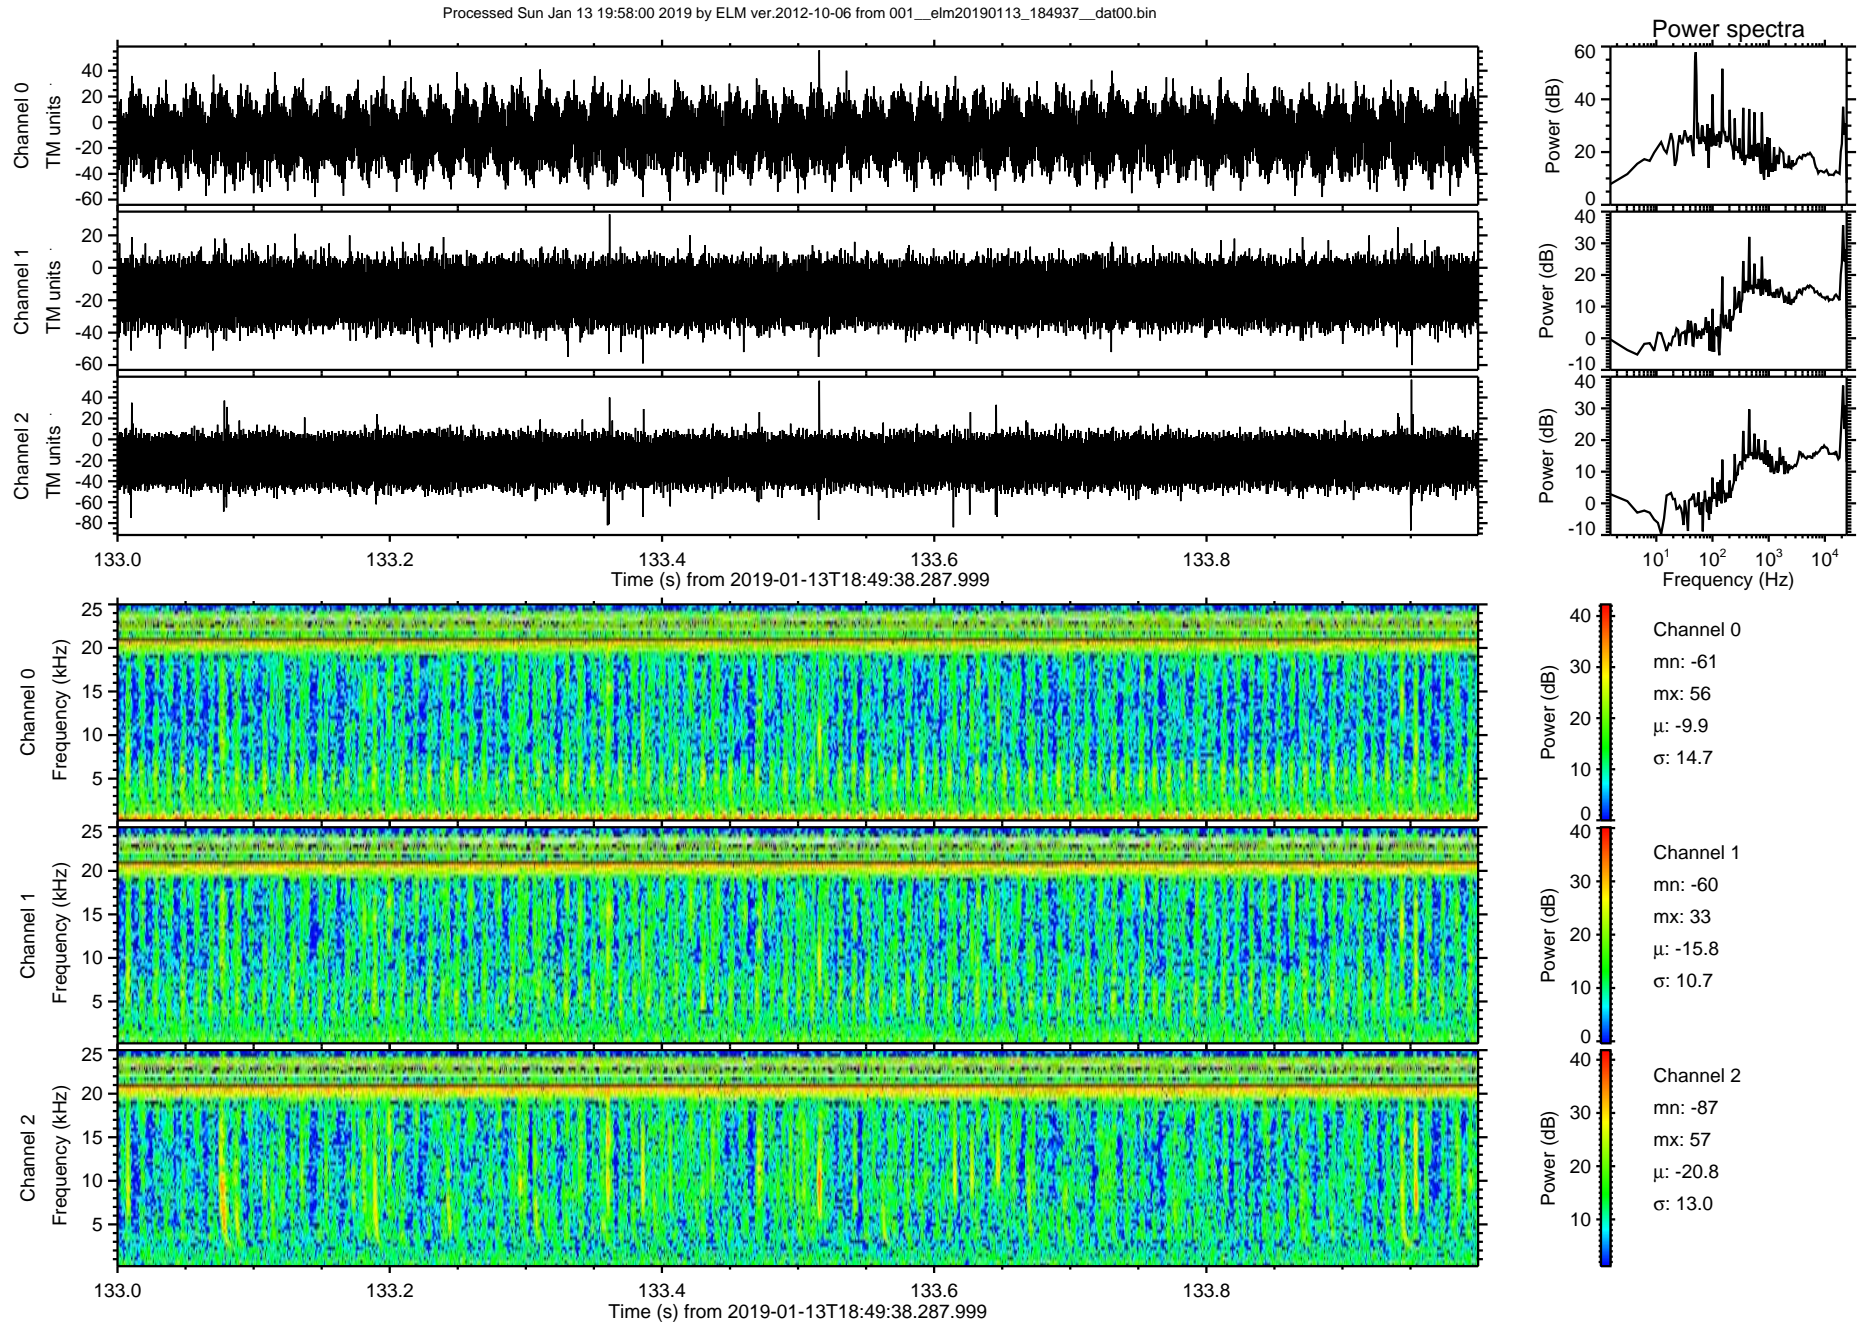 Processed Sun Jan 13 19:58:00 2019 by ELM ver.2012-10-06 from 001__elm20190113_184937__dat00.bin
Power spectra
Channel 0
TM units
40
20
0
-20
-40
-60
Power (dB)
60
40
20
0
Channel 1
TM units
20
0
-20
-40
-60
Power (dB)
40
30
20
10
0
-10
Channel 2
TM units
40
20
0
-20
-40
-60
-80
Power (dB)
40
30
20
10
0
-10
133.0
133.2
133.4
133.6
133.8
Time (s) from 2019-01-13T18:49:38.287.999
10¹
10²
10³
10⁴
Frequency (Hz)
Channel 0
Frequency (kHz)
25
20
15
10
5
Power (dB)
40
30
20
10
0
Channel 0
mn: -61
mx: 56
μ: -9.9
σ: 14.7
Channel 1
Frequency (kHz)
25
20
15
10
5
Power (dB)
40
30
20
10
0
Channel 1
mn: -60
mx: 33
μ: -15.8
σ: 10.7
Channel 2
Frequency (kHz)
25
20
15
10
5
Power (dB)
40
30
20
10
Channel 2
mn: -87
mx: 57
μ: -20.8
σ: 13.0
133.0
133.2
133.4
133.6
133.8
Time (s) from 2019-01-13T18:49:38.287.999